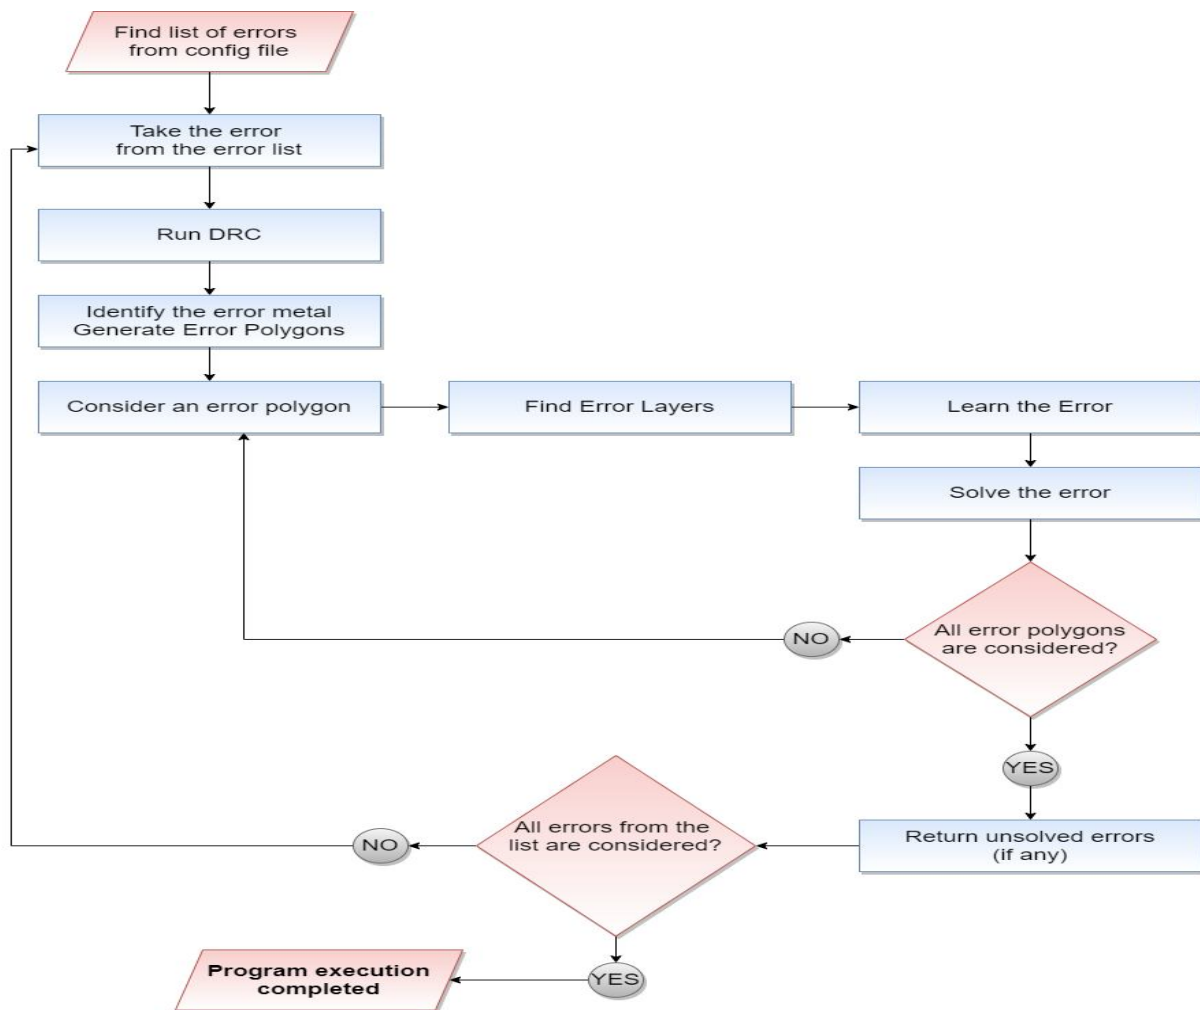 Find list of errors
from config file
Take the error
from the error list
Run DRC
Identify the error metal
Generate Error Polygons
Consider an error polygon
Find Error Layers
Learn the Error
Solve the error
All error polygons
are considered?
NO
YES
Return unsolved errors
(if any)
All errors from the
list are considered?
NO
YES
Program execution
completed